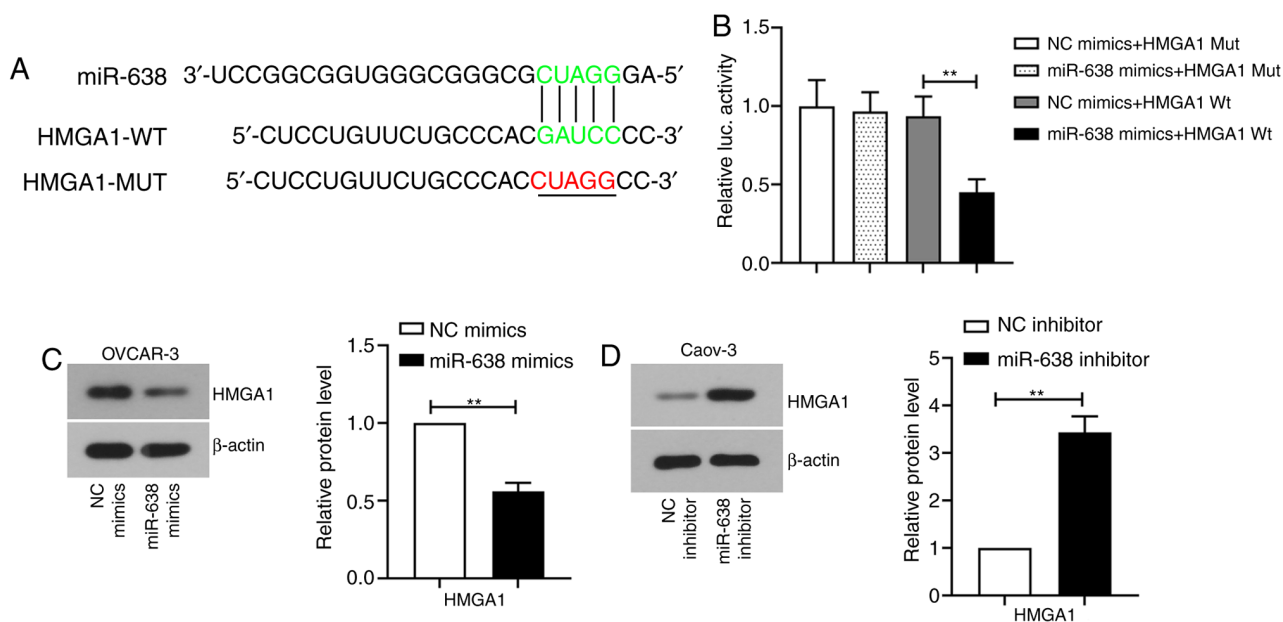 A
miR-638 3′-UCCGGCGGUGGGCGGGCGCUAGGGA-5′
HMGA1-WT 5′-CUCCUGUUCUGCCCACGAUCCCC-3′
HMGA1-MUT 5′-CUCCUGUUCUGCCCACCUAGGCC-3′
B
Relative luc. activity
1.5
1.0
0.5
0.0
**
NC mimics+HMGA1 Mut
miR-638 mimics+HMGA1 Mut
NC mimics+HMGA1 Wt
miR-638 mimics+HMGA1 Wt
C
OVCAR-3
HMGA1
β-actin
NC
mimics
miR-638
mimics
NC mimics
miR-638 mimics
Relative protein level
1.5
1.0
0.5
0.0
**
HMGA1
D
Caov-3
HMGA1
β-actin
NC
inhibitor
miR-638
inhibitor
NC inhibitor
miR-638 inhibitor
Relative protein level
5
4
3
2
1
0
**
HMGA1